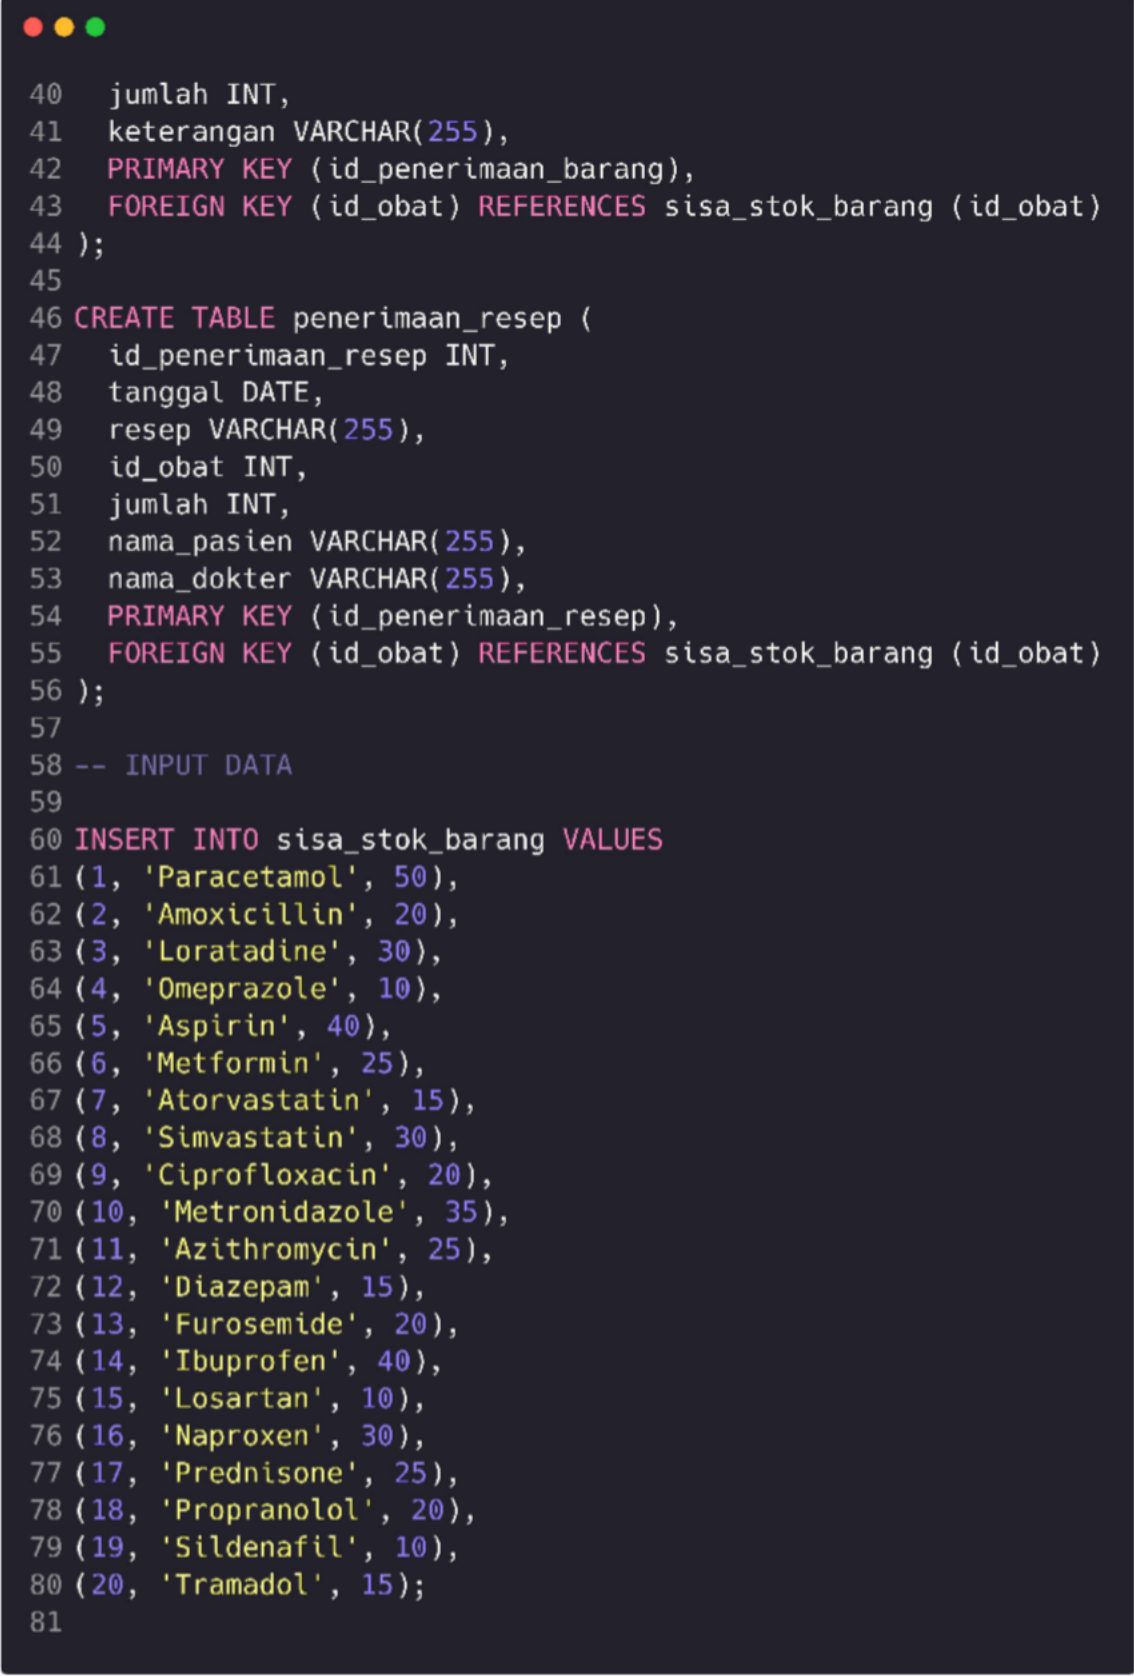 40   jumlah INT,
41   keterangan VARCHAR(255),
42   PRIMARY KEY (id_penerimaan_barang),
43   FOREIGN KEY (id_obat) REFERENCES sisa_stok_barang (id_obat)
44 );
45
46 CREATE TABLE penerimaan_resep (
47   id_penerimaan_resep INT,
48   tanggal DATE,
49   resep VARCHAR(255),
50   id_obat INT,
51   jumlah INT,
52   nama_pasien VARCHAR(255),
53   nama_dokter VARCHAR(255),
54   PRIMARY KEY (id_penerimaan_resep),
55   FOREIGN KEY (id_obat) REFERENCES sisa_stok_barang (id_obat)
56 );
57
58 -- INPUT DATA
59
60 INSERT INTO sisa_stok_barang VALUES
61 (1, 'Paracetamol', 50),
62 (2, 'Amoxicillin', 20),
63 (3, 'Loratadine', 30),
64 (4, 'Omeprazole', 10),
65 (5, 'Aspirin', 40),
66 (6, 'Metformin', 25),
67 (7, 'Atorvastatin', 15),
68 (8, 'Simvastatin', 30),
69 (9, 'Ciprofloxacin', 20),
70 (10, 'Metronidazole', 35),
71 (11, 'Azithromycin', 25),
72 (12, 'Diazepam', 15),
73 (13, 'Furosemide', 20),
74 (14, 'Ibuprofen', 40),
75 (15, 'Losartan', 10),
76 (16, 'Naproxen', 30),
77 (17, 'Prednisone', 25),
78 (18, 'Propranolol', 20),
79 (19, 'Sildenafil', 10),
80 (20, 'Tramadol', 15);
81